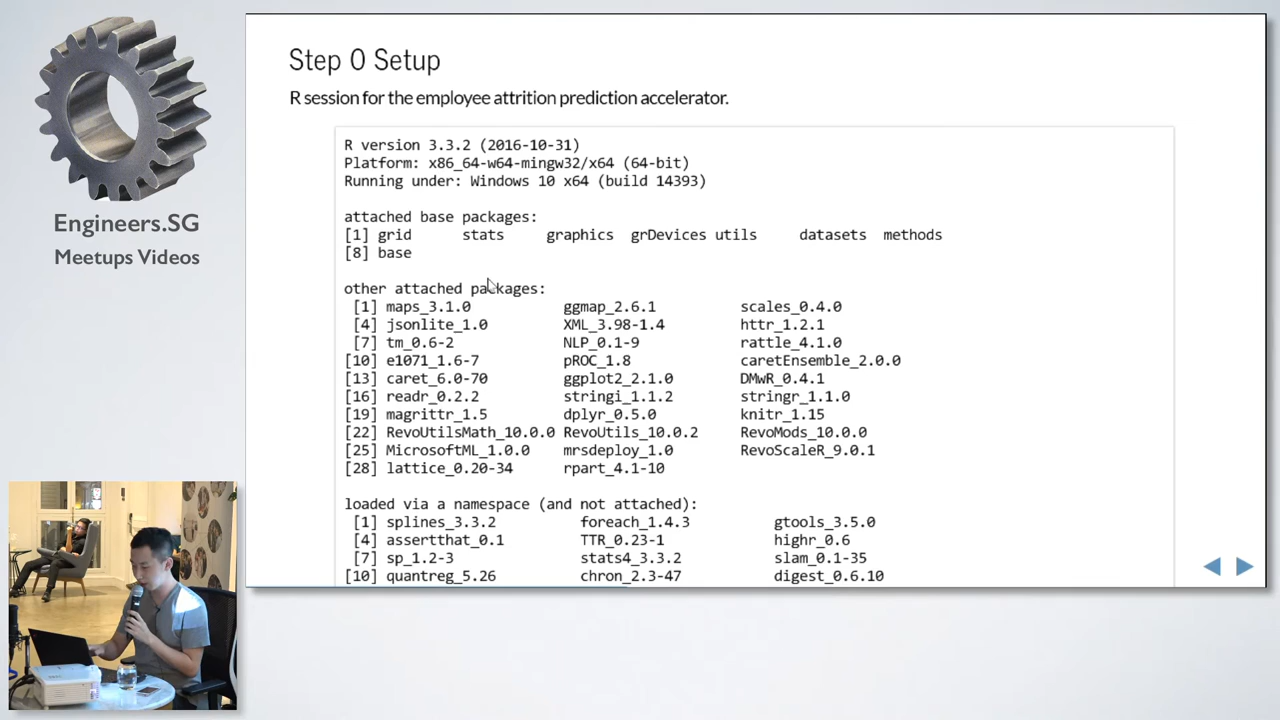 Engineers.SG
Meetups Videos
Step 0 Setup
R session for the employee attrition prediction accelerator.
R version 3.3.2 (2016-10-31)
Platform: x86_64-w64-mingw32/x64 (64-bit)
Running under: Windows 10 x64 (build 14393)
attached base packages:
[1] grid stats graphics grDevices utils datasets methods
[8] base
other attached packages:
[1] maps_3.1.0 ggmap_2.6.1 scales_0.4.0
[4] jsonlite_1.0 XML_3.98-1.4 httr_1.2.1
[7] tm_0.6-2 NLP_0.1-9 rattle_4.1.0
[10] e1071_1.6-7 pROC_1.8 caretEnsemble_2.0.0
[13] caret_6.0-70 ggplot2_2.1.0 DMwR_0.4.1
[16] readr_0.2.2 stringi_1.1.2 stringr_1.1.0
[19] magrittr_1.5 dplyr_0.5.0 knitr_1.15
[22] RevoUtilsMath_10.0.0 RevoUtils_10.0.2 RevoMods_10.0.0
[25] MicrosoftML_1.0.0 mrsdeploy_1.0 RevoScaleR_9.0.1
[28] lattice_0.20-34 rpart_4.1-10
loaded via a namespace (and not attached):
[1] splines_3.3.2 foreach_1.4.3 gtools_3.5.0
[4] assertthat_0.1 TTR_0.23-1 highr_0.6
[7] sp_1.2-3 stats4_3.3.2 slam_0.1-35
[10] quantreg_5.26 chron_2.3-47 digest_0.6.10